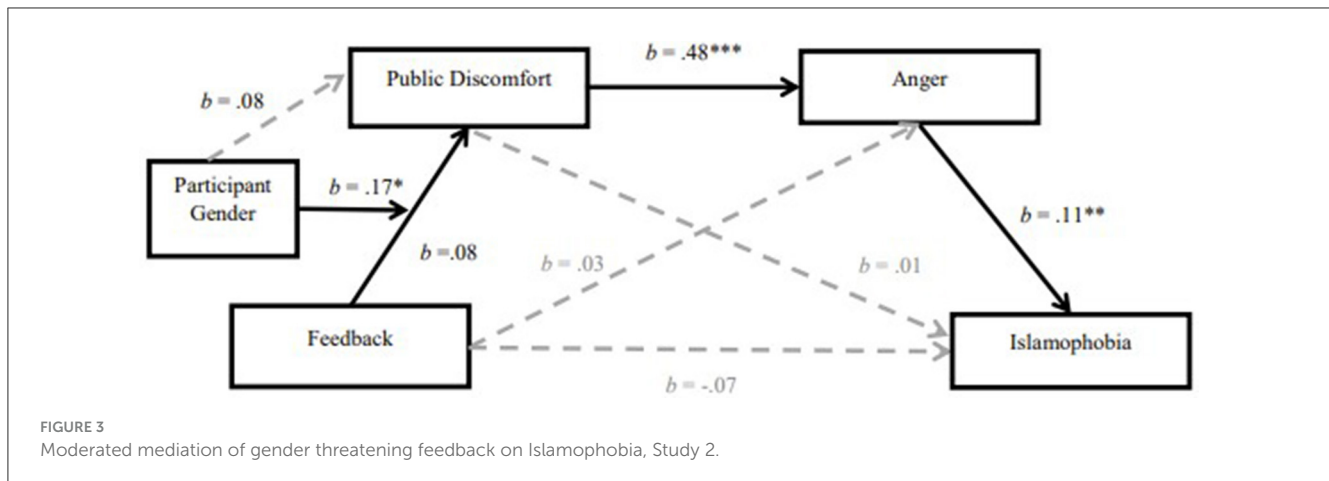 b = .48***
Public Discomfort
Anger
b = .08
Participant
Gender
b = .17*
b = .11**
b =.08
b = .03
b = .01
Feedback
Islamophobia
b = -.07
FIGURE 3
Moderated mediation of gender threatening feedback on Islamophobia, Study 2.